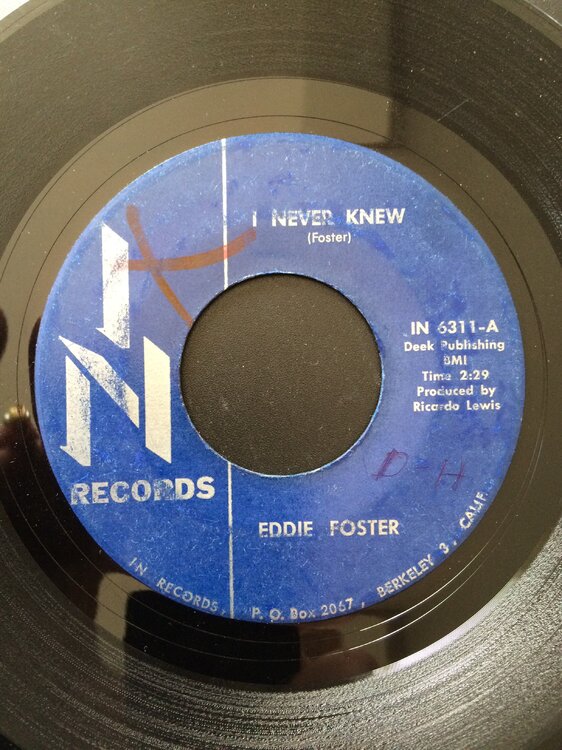 I NEVER KNEW
(Foster)
IN 6311-A
Deek Publishing
BMI
Time 2:29
Produced by
Ricardo Lewis
IN
RECORDS
D-H
EDDIE FOSTER
IN RECORDS, P. O. Box 2067, BERKELEY 3, CALIF.